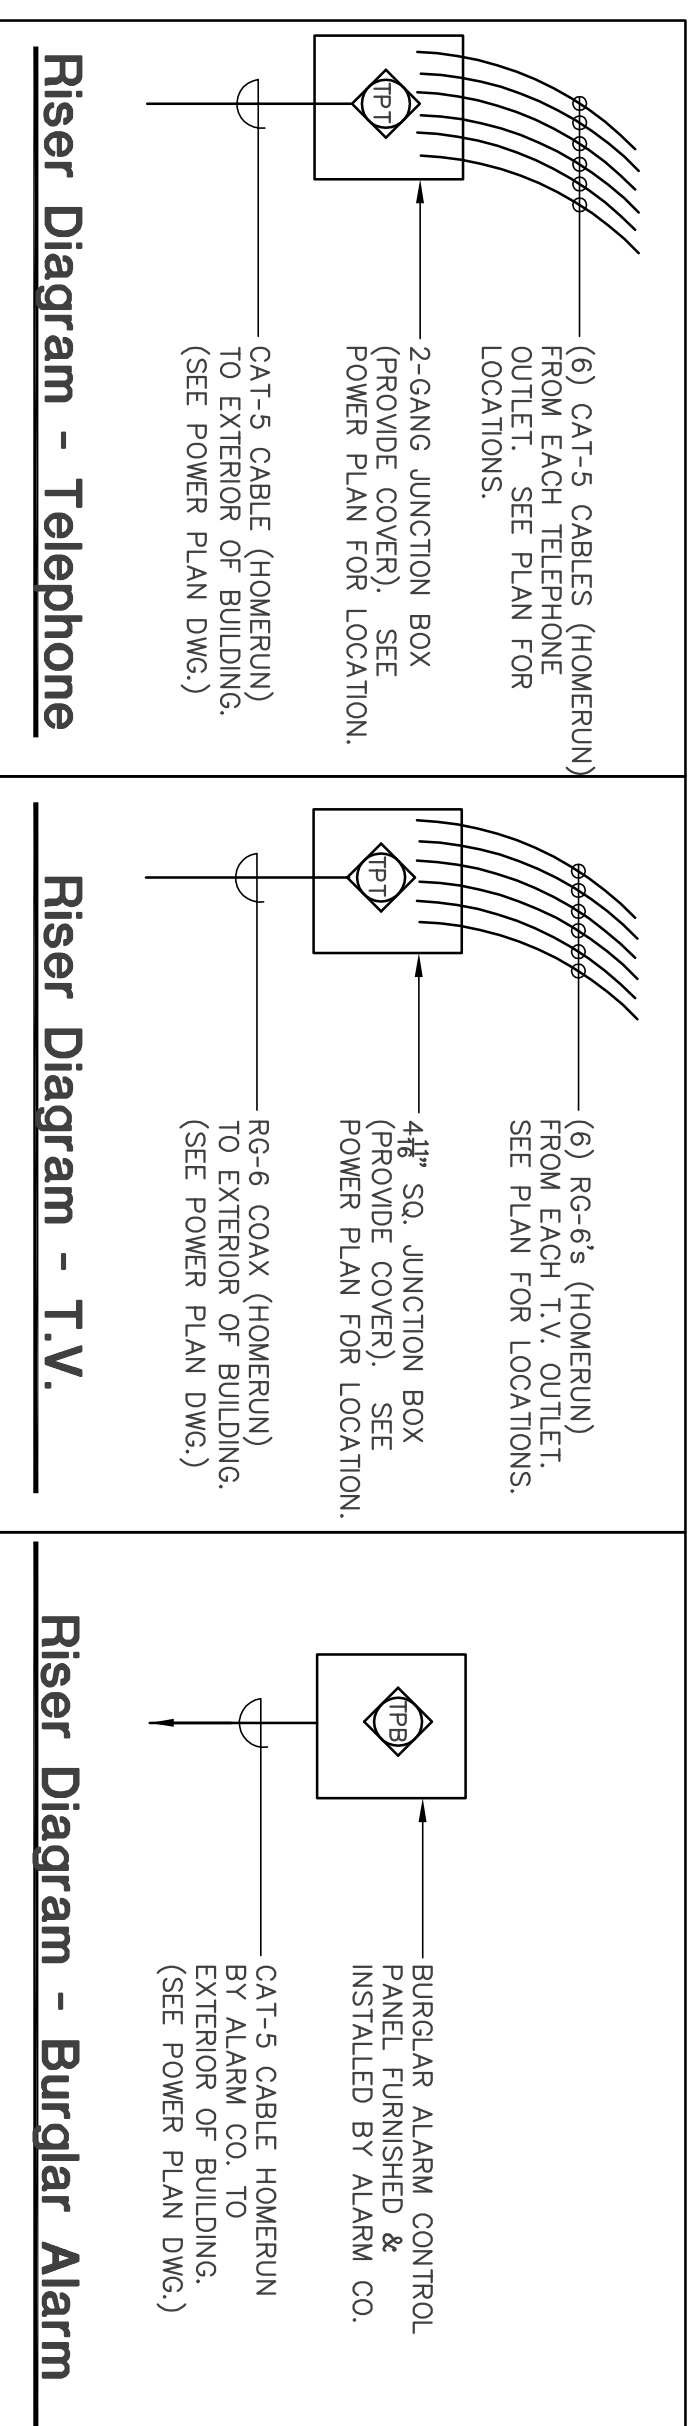 TPT
(6) CAT-5 CABLES (HOMERUN)
FROM EACH TELEPHONE
OUTLET. SEE PLAN FOR
LOCATIONS.
2-GANG JUNCTION BOX
(PROVIDE COVER). SEE
POWER PLAN FOR LOCATION.
CAT-5 CABLE (HOMERUN)
TO EXTERIOR OF BUILDING.
(SEE POWER PLAN DWG.)
Riser Diagram - Telephone
TPT
(6) RG-6's (HOMERUN)
FROM EACH T.V. OUTLET.
SEE PLAN FOR LOCATIONS.
4 11/16" SQ. JUNCTION BOX
(PROVIDE COVER). SEE
POWER PLAN FOR LOCATION.
RG-6 COAX (HOMERUN)
TO EXTERIOR OF BUILDING.
(SEE POWER PLAN DWG.)
Riser Diagram - T.V.
TPB
BURGLAR ALARM CONTROL
PANEL FURNISHED &
INSTALLED BY ALARM CO.
CAT-5 CABLE HOMERUN
BY ALARM CO. TO
EXTERIOR OF BUILDING.
(SEE POWER PLAN DWG.)
Riser Diagram - Burglar Alarm